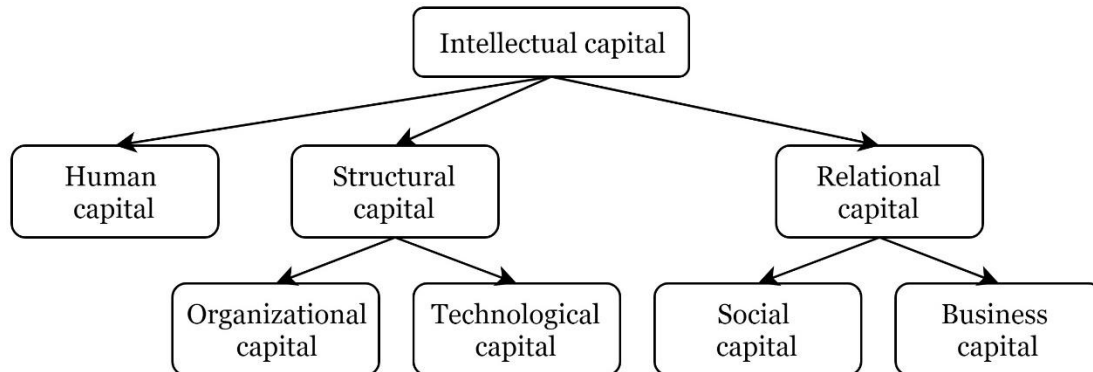 Intellectual capital
Human
capital
Structural
capital
Relational
capital
Organizational
capital
Technological
capital
Social
capital
Business
capital